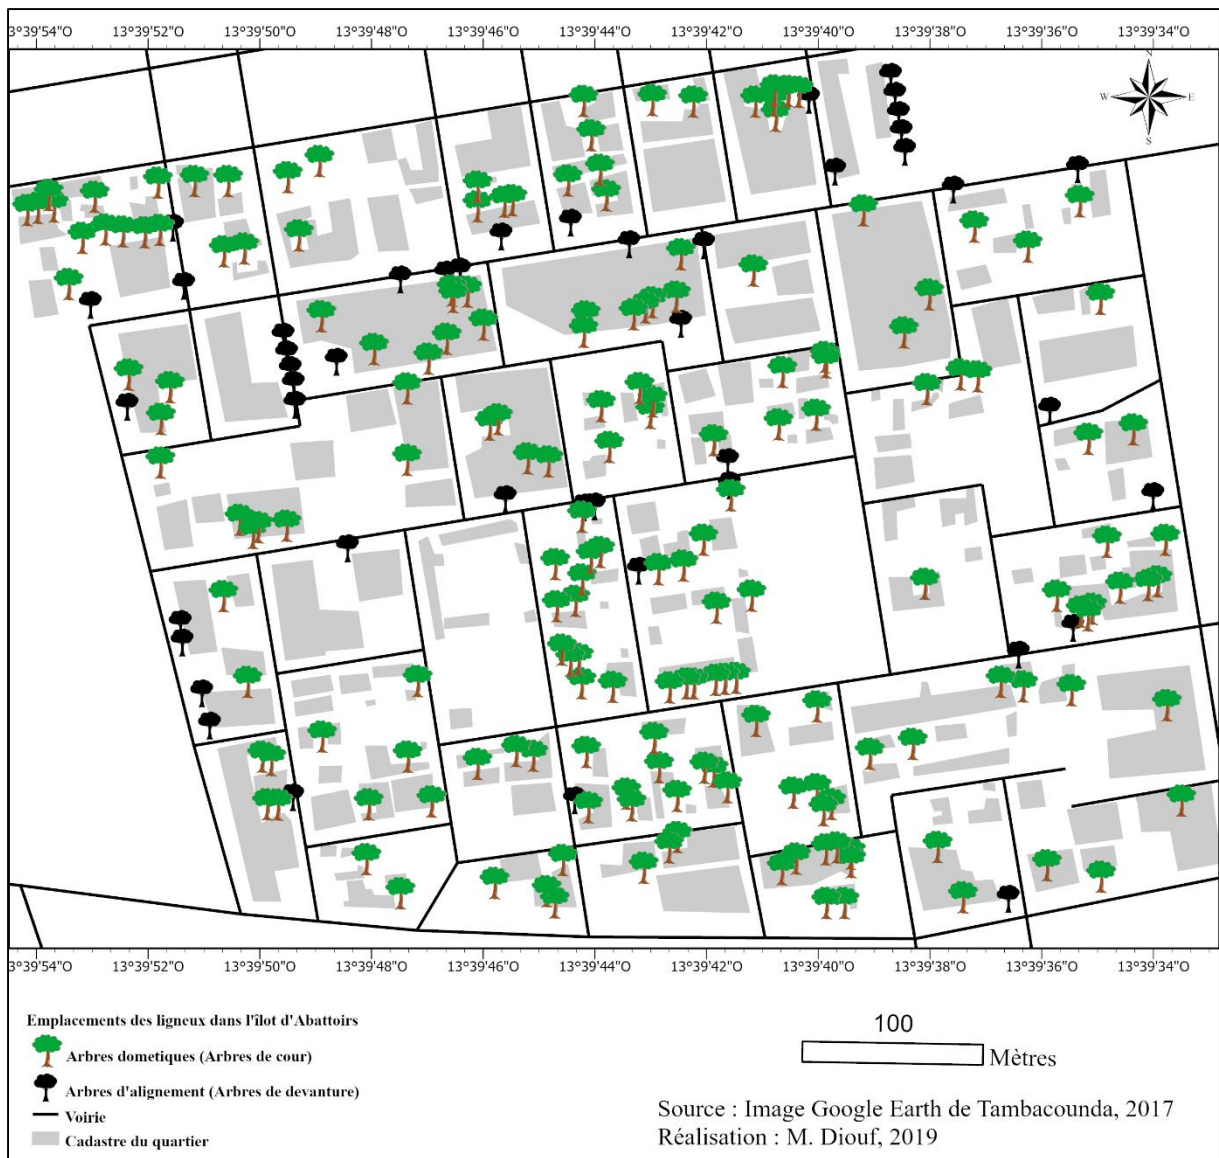 3°39'54"O 13°39'52"O 13°39'50"O 13°39'48"O 13°39'46"O 13°39'44"O 13°39'42"O 13°39'40"O 13°39'38"O 13°39'36"O 13°39'34"O
N
W E
S
3°39'54"O 13°39'52"O 13°39'50"O 13°39'48"O 13°39'46"O 13°39'44"O 13°39'42"O 13°39'40"O 13°39'38"O 13°39'36"O 13°39'34"O
Emplacements des ligneux dans l'îlot d'Abattoirs
Arbres dometiques (Arbres de cour)
Arbres d'alignement (Arbres de devanture)
Voirie
Cadastre du quartier
100
Mètres
Source : Image Google Earth de Tambacounda, 2017
Réalisation : M. Diouf, 2019